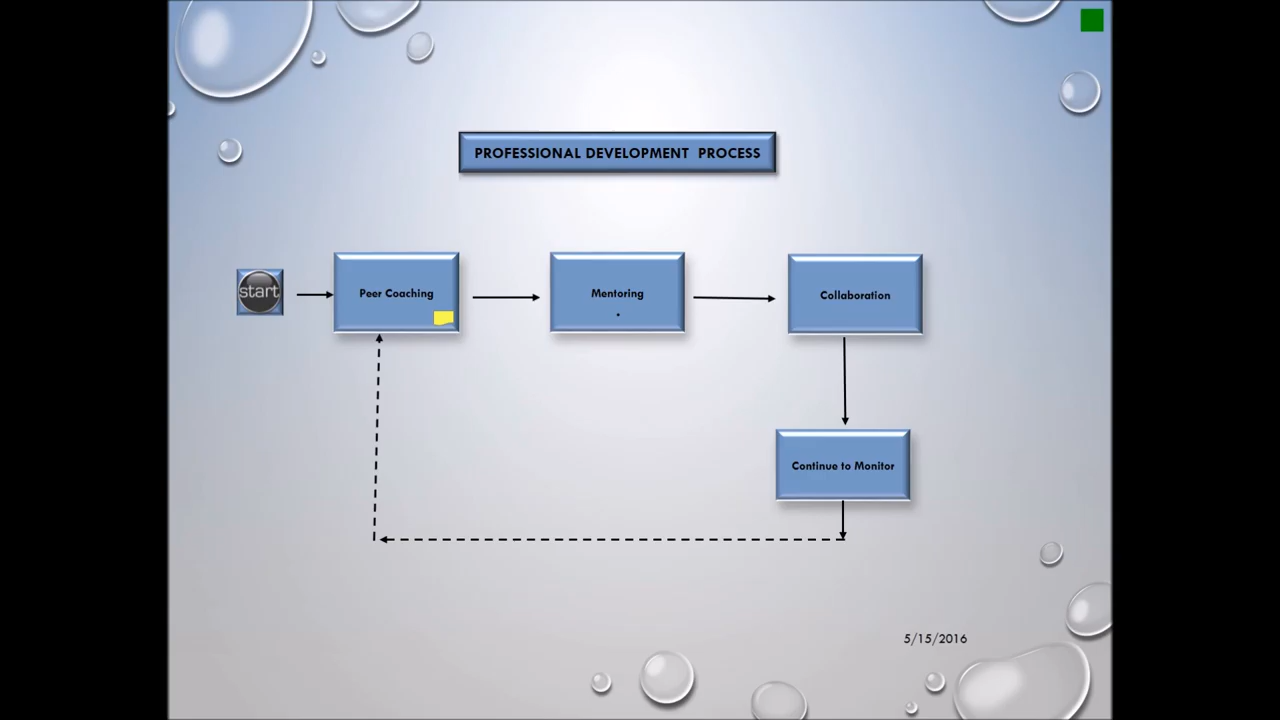 PROFESSIONAL DEVELOPMENT PROCESS
start
Peer Coaching
Mentoring
Collaboration
Continue to Monitor
5/15/2016